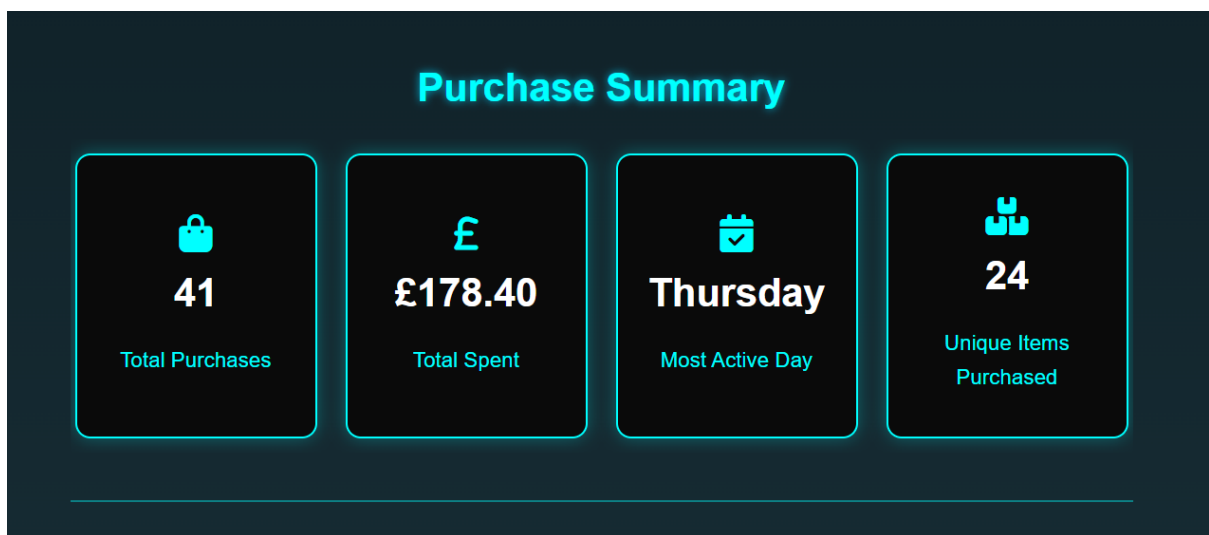 Purchase Summary
£
41
£178.40
Thursday
24
Total Purchases
Total Spent
Most Active Day
Unique Items
Purchased